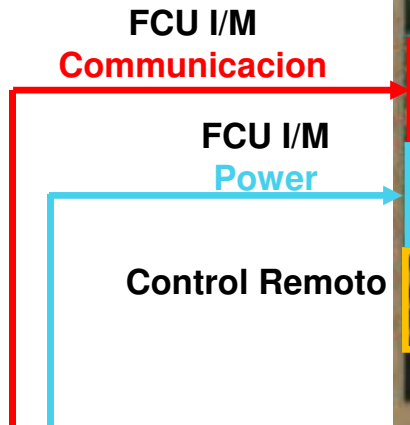 FCU I/M
Communicacion
FCU I/M
Power
Control Remoto